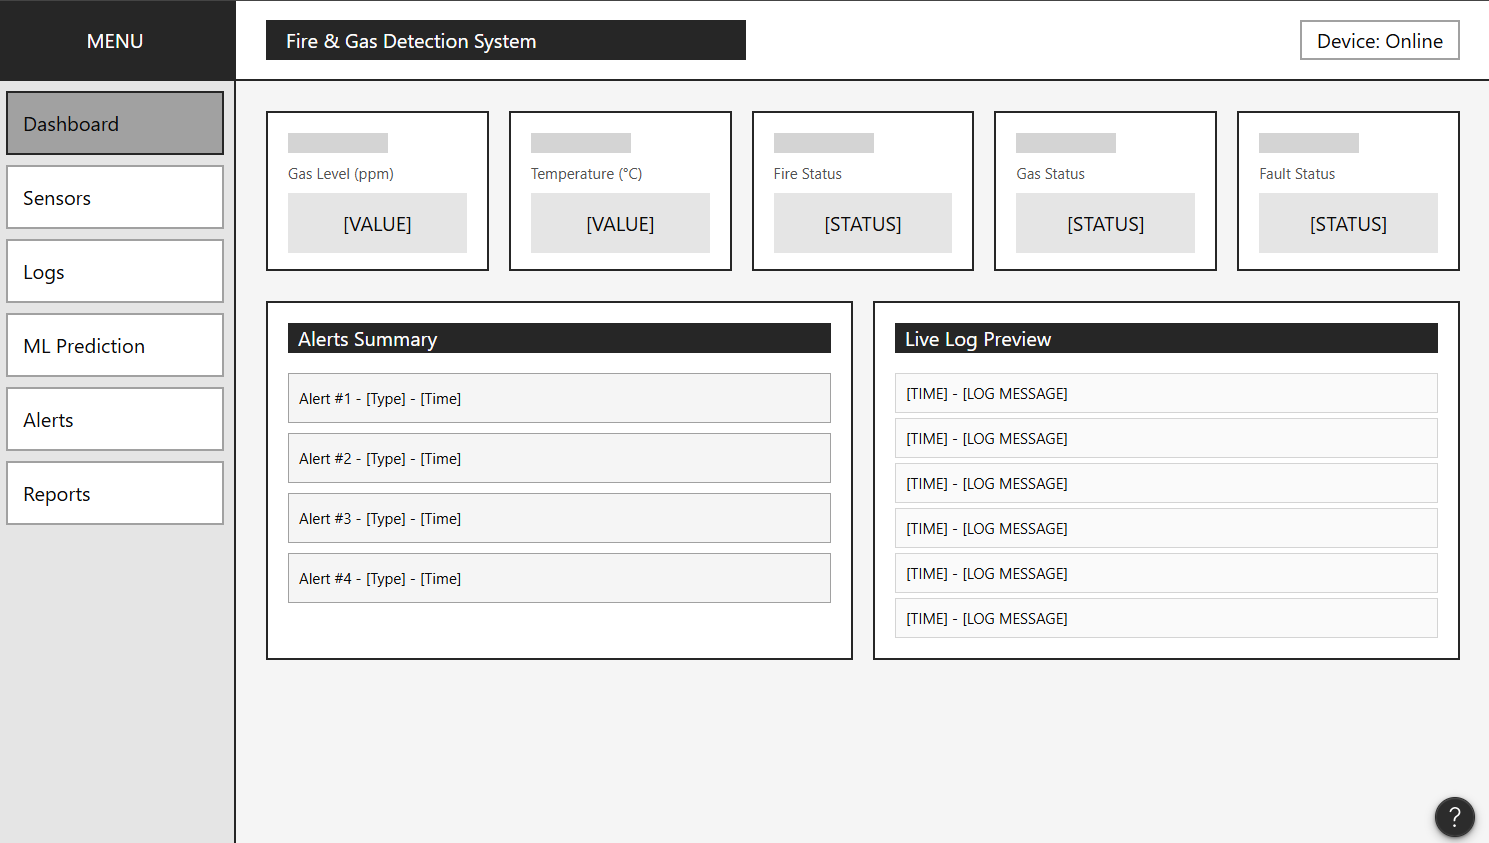 MENU
Fire & Gas Detection System
Device: Online
Dashboard
Sensors
Logs
ML Prediction
Alerts
Reports
Gas Level (ppm)
[VALUE]
Temperature (°C)
[VALUE]
Fire Status
[STATUS]
Gas Status
[STATUS]
Fault Status
[STATUS]
Alerts Summary
Alert #1 - [Type] - [Time]
Alert #2 - [Type] - [Time]
Alert #3 - [Type] - [Time]
Alert #4 - [Type] - [Time]
Live Log Preview
[TIME] - [LOG MESSAGE]
[TIME] - [LOG MESSAGE]
[TIME] - [LOG MESSAGE]
[TIME] - [LOG MESSAGE]
[TIME] - [LOG MESSAGE]
[TIME] - [LOG MESSAGE]
?